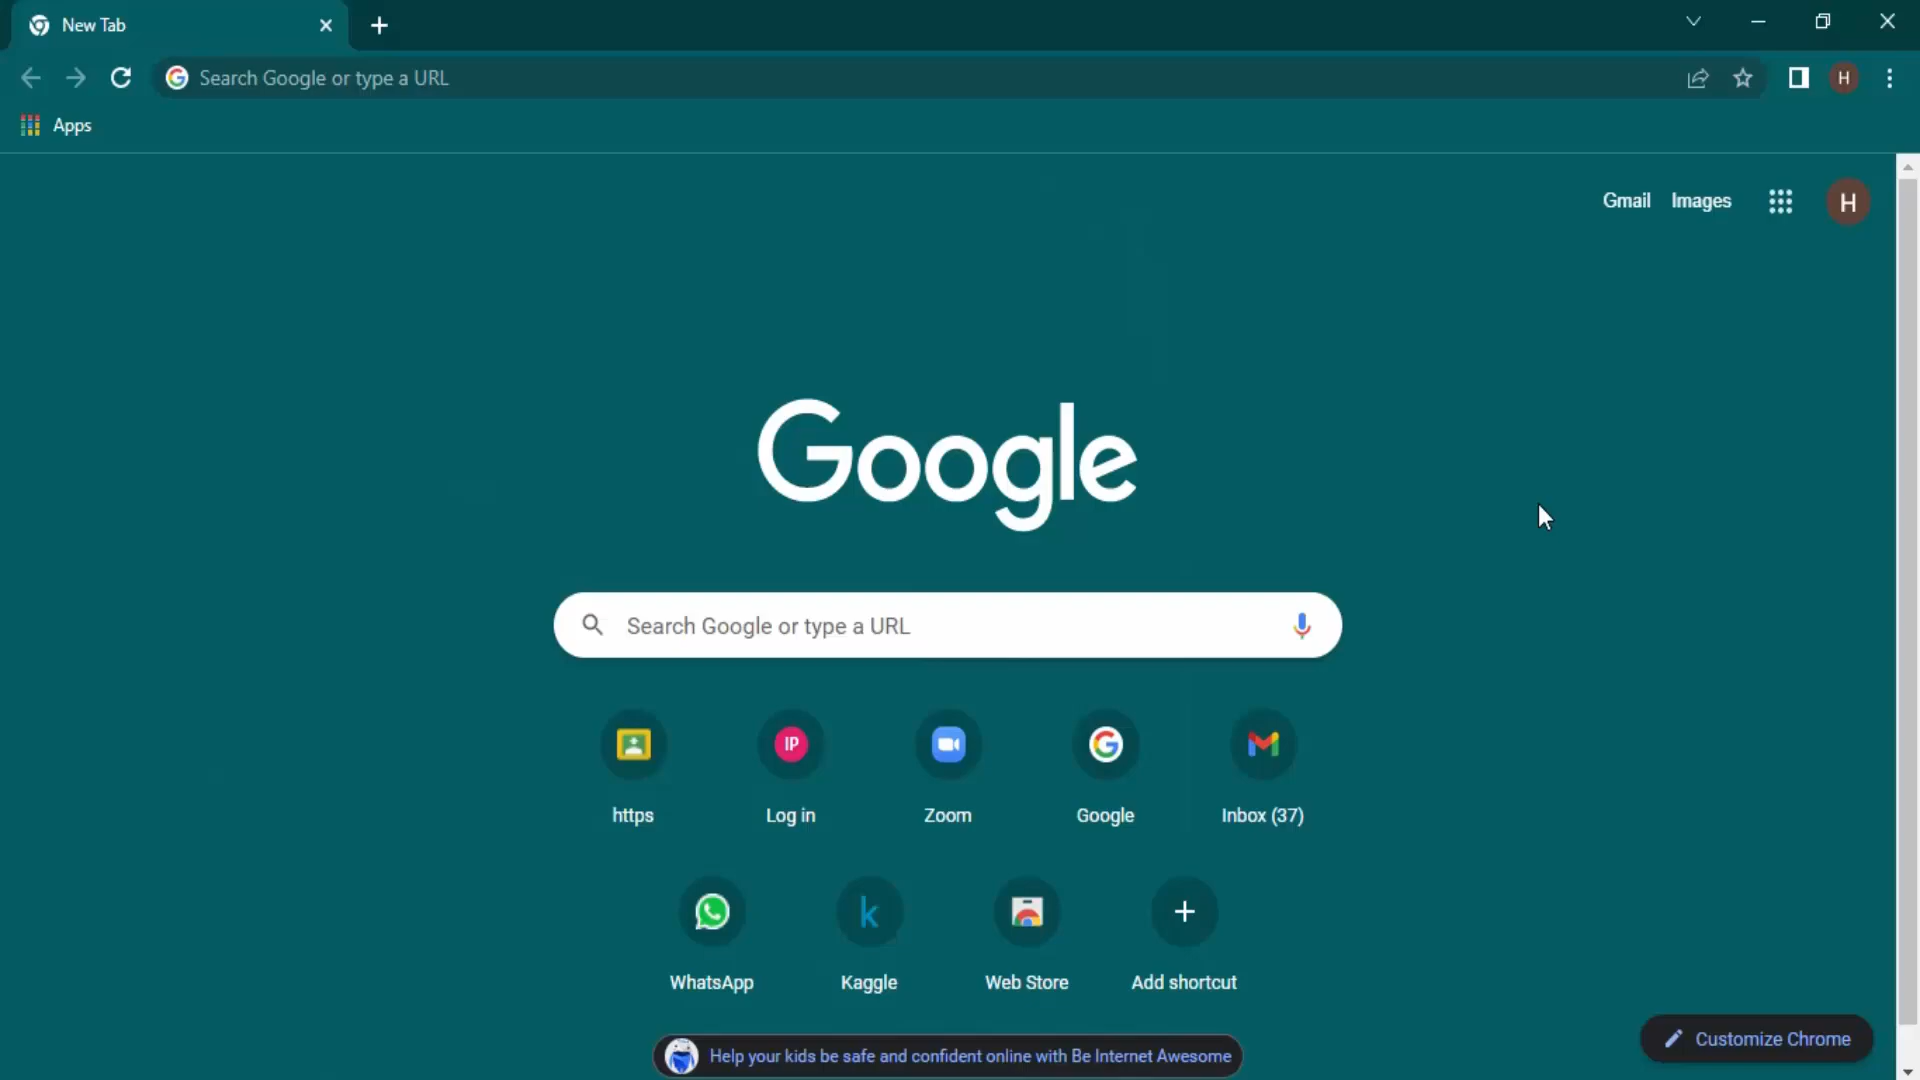 New Tab
Search Google or type a URL
H
Apps
Gmail Images
H
Google
Search Google or type a URL
IP
https Log in Zoom Google Inbox (37)
k
WhatsApp Kaggle Web Store Add shortcut
Customize Chrome
Help your kids be safe and confident online with Be Internet Awesome